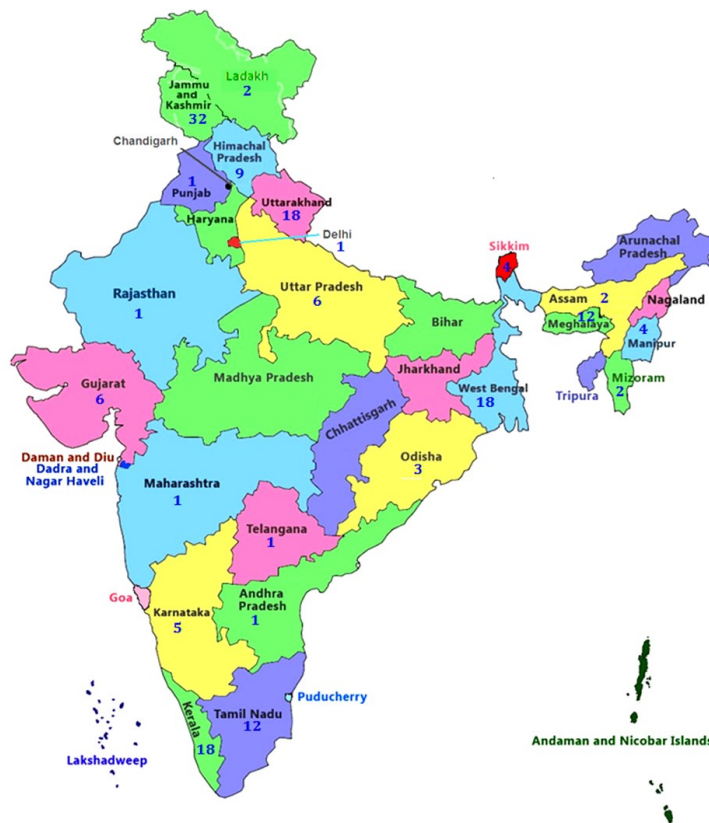 Ladakh
2
Jammu
and
Kashmir
32
Chandigarh
Himachal
Pradesh
9
1
Punjab
Uttarakhand
18
Haryana
Delhi
1
Sikkim
4
Arunachal
Pradesh
Rajasthan
1
Uttar Pradesh
6
Assam
2
Nagaland
12
Meghalaya
4
Manipur
Bihar
Gujarat
6
Madhya Pradesh
Jharkhand
West Bengal
18
Tripura
Mizoram
2
Chhattisgarh
Daman and Diu
Dadra and
Nagar Haveli
Odisha
3
Maharashtra
1
Telangana
1
Goa
Karnataka
5
Andhra
Pradesh
1
Puducherry
Kerala
18
Tamil Nadu
12
Lakshadweep
Andaman and Nicobar Islands